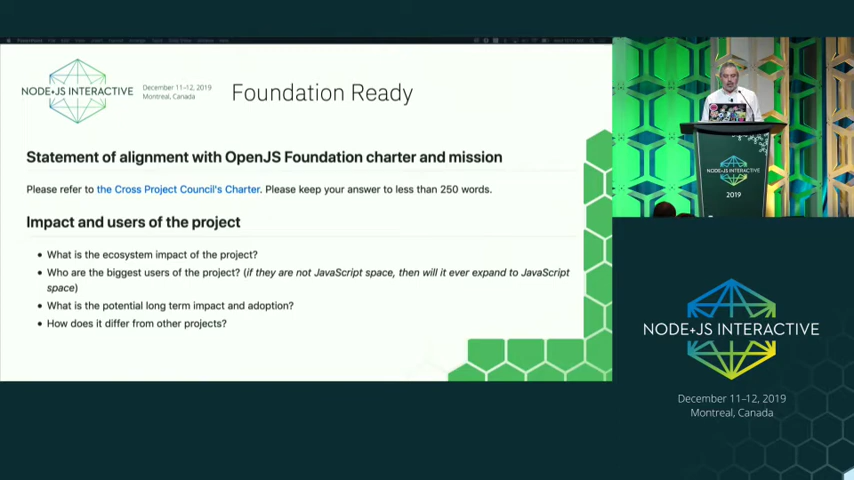 NODE+JS INTERACTIVE
December 11–12, 2019
Montreal, Canada
Foundation Ready
Statement of alignment with OpenJS Foundation charter and mission
Please refer to the Cross Project Council's Charter. Please keep your answer to less than 250 words.
Impact and users of the project
• What is the ecosystem impact of the project?
• Who are the biggest users of the project? (if they are not JavaScript space, then will it ever expand to JavaScript
space)
• What is the potential long term impact and adoption?
• How does it differ from other projects?
NODE+JS INTERACTIVE
2019
NODE+JS INTERACTIVE
December 11–12, 2019
Montreal, Canada